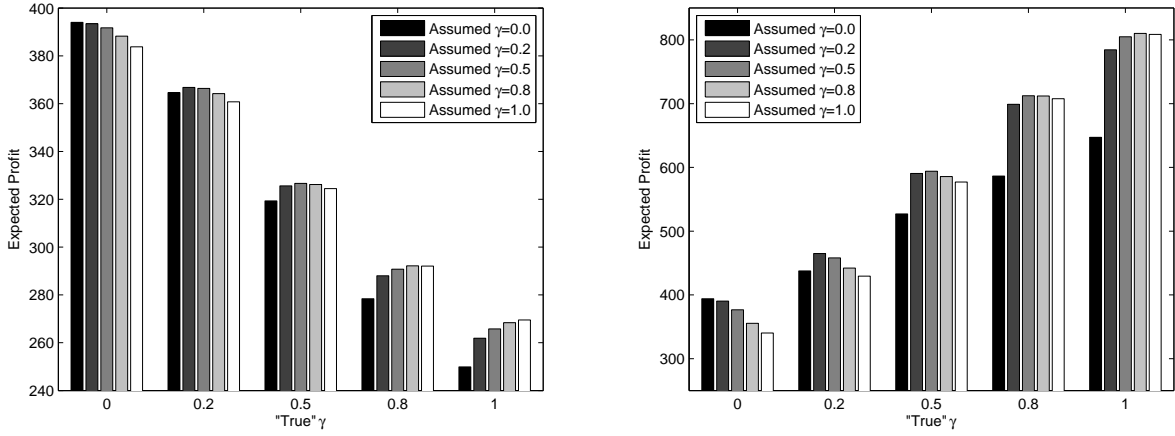 400
380
360
340
320
300
280
260
240
Expected Profit
0 0.2 0.5 0.8 1
"True" γ
Assumed γ=0.0
Assumed γ=0.2
Assumed γ=0.5
Assumed γ=0.8
Assumed γ=1.0
800
700
600
500
400
300
Expected Profit
0 0.2 0.5 0.8 1
"True" γ
Assumed γ=0.0
Assumed γ=0.2
Assumed γ=0.5
Assumed γ=0.8
Assumed γ=1.0